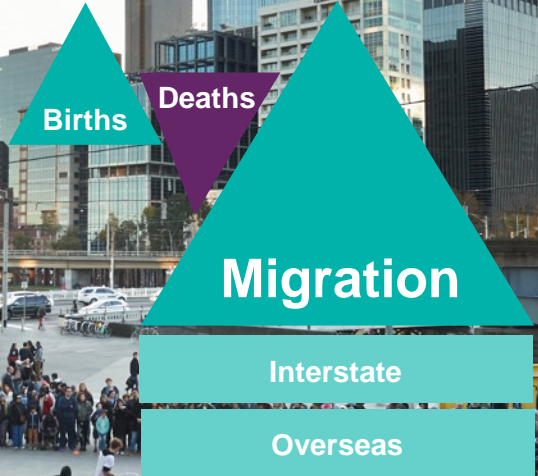 Births
Deaths
Migration
Interstate
Overseas